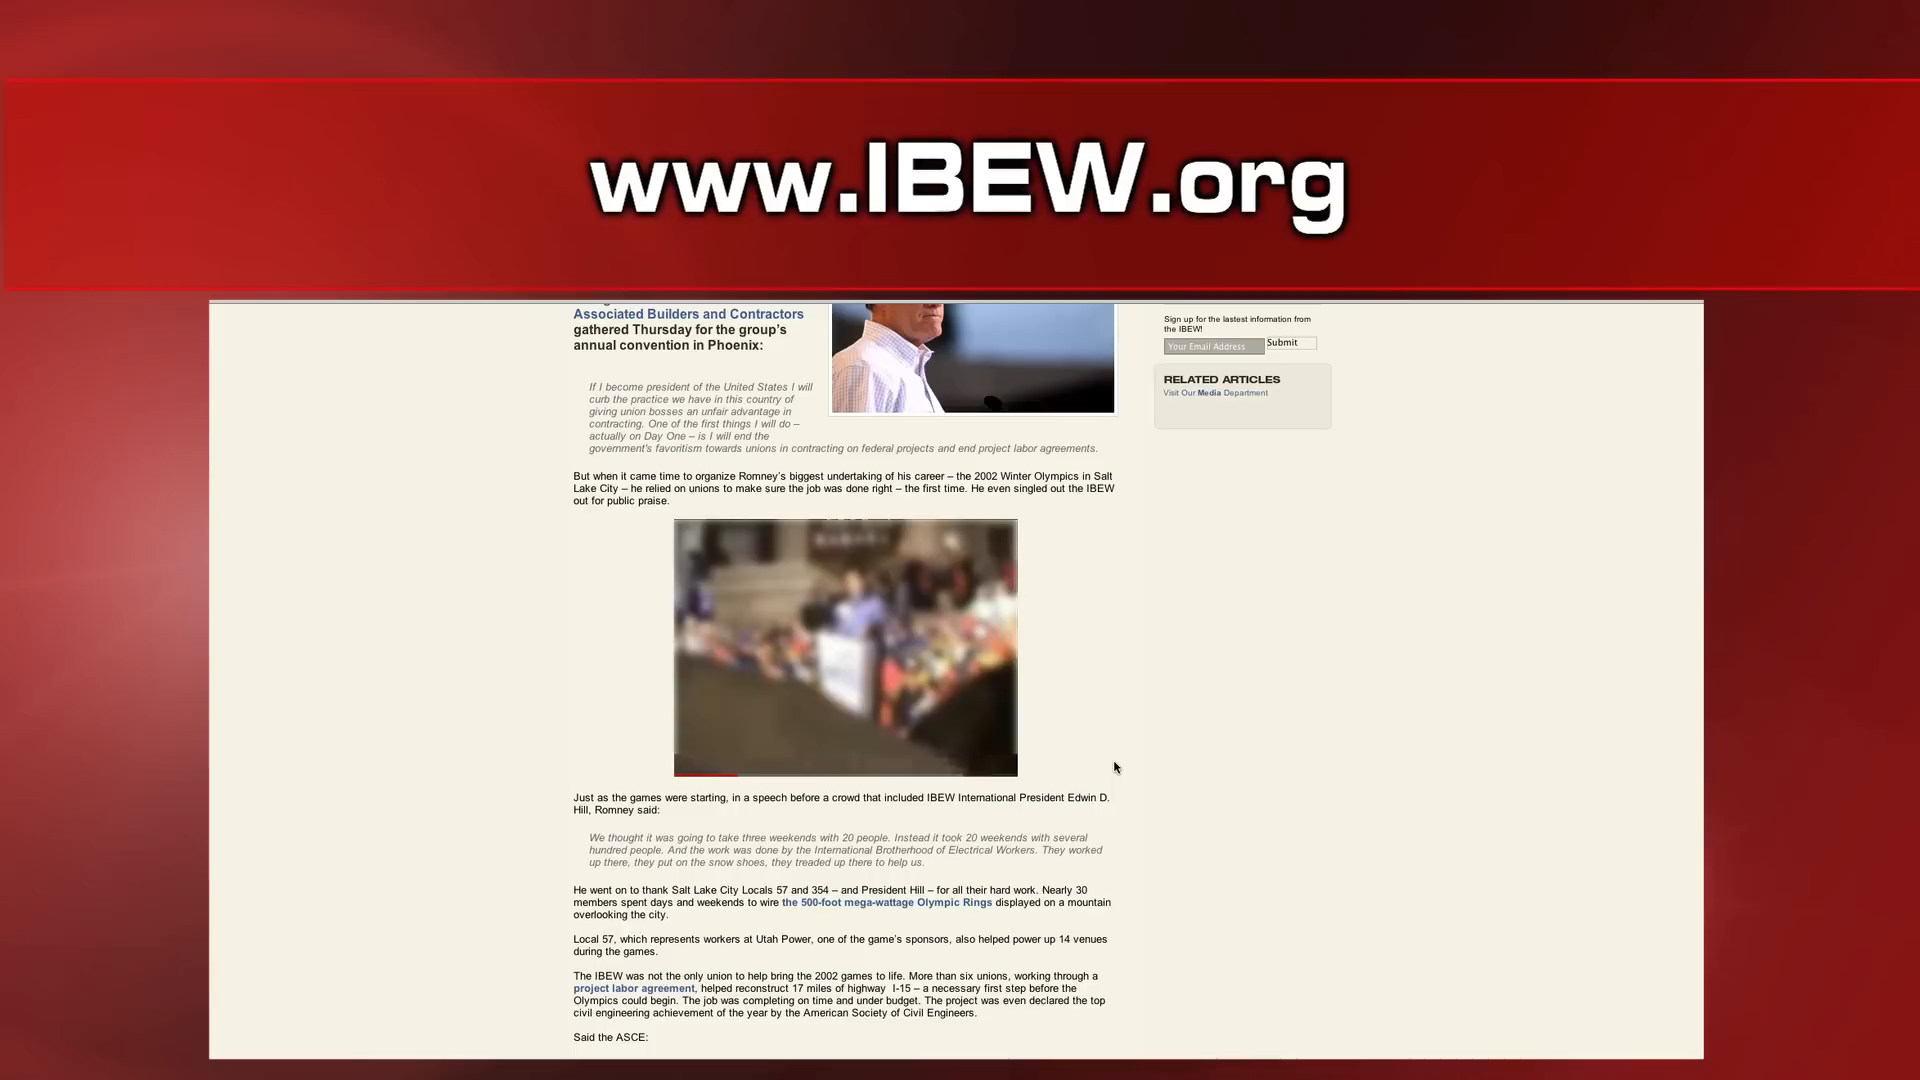 www.IBEW.org
Associated Builders and Contractors
gathered Thursday for the group's
annual convention in Phoenix:
If I become president of the United States I will
curb the practice we have in this country of
giving union bosses an unfair advantage in
contracting. One of the first things I will do –
actually on Day One – is I will end the
government's favoritism towards unions in contracting on federal projects and end project labor agreements.
Sign up for the lastest information from
the IBEW!
Your Email Address Submit
RELATED ARTICLES
Visit Our Media Department
But when it came time to organize Romney's biggest undertaking of his career – the 2002 Winter Olympics in Salt
Lake City – he relied on unions to make sure the job was done right – the first time. He even singled out the IBEW
out for public praise.
Just as the games were starting, in a speech before a crowd that included IBEW International President Edwin D.
Hill, Romney said:
We thought it was going to take three weekends with 20 people. Instead it took 20 weekends with several
hundred people. And the work was done by the International Brotherhood of Electrical Workers. They worked
up there, they put on the snow shoes, they treaded up there to help us.
He went on to thank Salt Lake City Locals 57 and 354 – and President Hill – for all their hard work. Nearly 30
members spent days and weekends to wire the 500-foot mega-wattage Olympic Rings displayed on a mountain
overlooking the city.
Local 57, which represents workers at Utah Power, one of the game's sponsors, also helped power up 14 venues
during the games.
The IBEW was not the only union to help bring the 2002 games to life. More than six unions, working through a
project labor agreement, helped reconstruct 17 miles of highway I-15 – a necessary first step before the
Olympics could begin. The job was completing on time and under budget. The project was even declared the top
civil engineering achievement of the year by the American Society of Civil Engineers.
Said the ASCE: